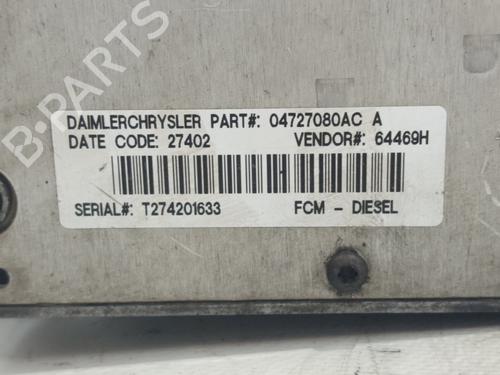 DAIMLERCHRYSLER PART#: 04727080AC A
DATE CODE: 27402 VENDOR#: 64469H
SERIAL#: T274201633 FCM - DIESEL
B-PARTS